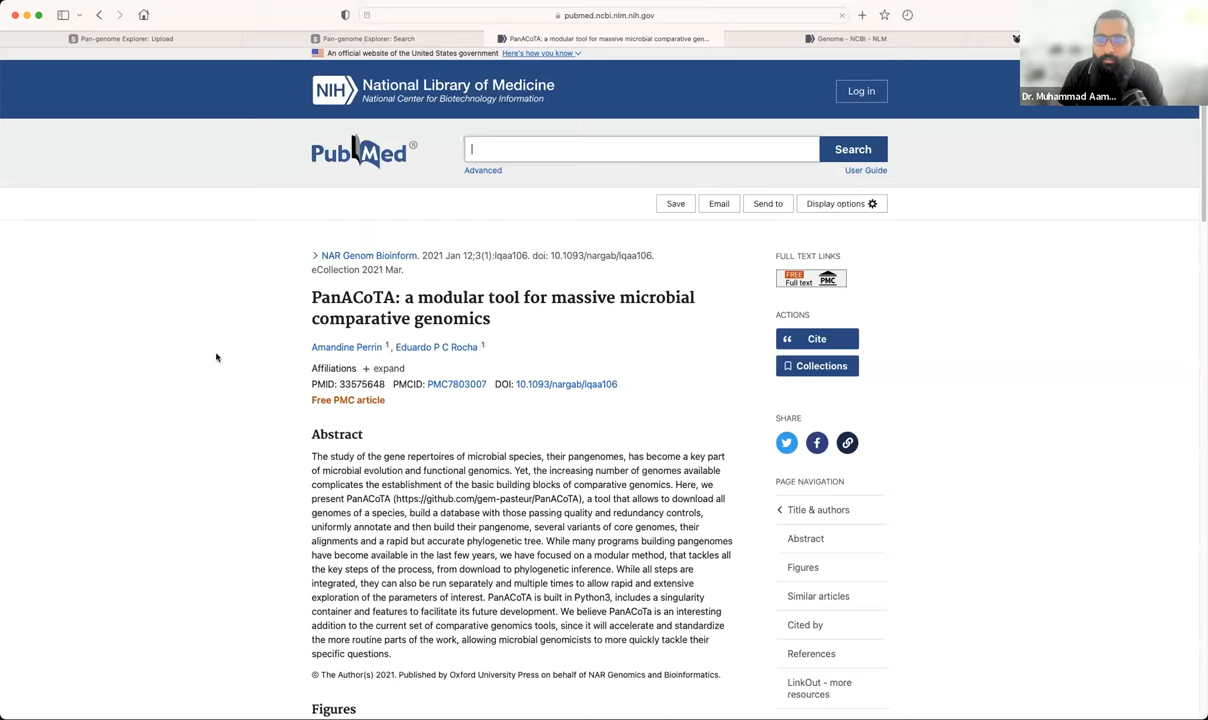 pubmed.ncbi.nlm.nih.gov
Pan-genome Explorer: Upload
Pan-genome Explorer: Search
PanACoTA: a modular tool for massive microbial comparative gen...
Genome - NCBI - NLM
An official website of the United States government Here's how you know
Dr. Muhammad Aam...
NIH National Library of Medicine
National Center for Biotechnology Information
Log in
PubMed®
Search
Advanced
User Guide
Save
Email
Send to
Display options
NAR Genom Bioinform. 2021 Jan 12;3(1):lqaa106. doi: 10.1093/nargab/lqaa106.
eCollection 2021 Mar.
PanACoTA: a modular tool for massive microbial
comparative genomics
Amandine Perrin 1, Eduardo P C Rocha 1
Affiliations + expand
PMID: 33575648 PMCID: PMC7803007 DOI: 10.1093/nargab/lqaa106
Free PMC article
Abstract
The study of the gene repertoires of microbial species, their pangenomes, has become a key part
of microbial evolution and functional genomics. Yet, the increasing number of genomes available
complicates the establishment of the basic building blocks of comparative genomics. Here, we
present PanACoTA (https://github.com/gem-pasteur/PanACoTA), a tool that allows to download all
genomes of a species, build a database with those passing quality and redundancy controls,
uniformly annotate and then build their pangenome, several variants of core genomes, their
alignments and a rapid but accurate phylogenetic tree. While many programs building pangenomes
have become available in the last few years, we have focused on a modular method, that tackles all
the key steps of the process, from download to phylogenetic inference. While all steps are
integrated, they can also be run separately and multiple times to allow rapid and extensive
exploration of the parameters of interest. PanACoTA is built in Python3, includes a singularity
container and features to facilitate its future development. We believe PanACoTa is an interesting
addition to the current set of comparative genomics tools, since it will accelerate and standardize
the more routine parts of the work, allowing microbial genomicists to more quickly tackle their
specific questions.
© The Author(s) 2021. Published by Oxford University Press on behalf of NAR Genomics and Bioinformatics.
Figures
FULL TEXT LINKS
FREE
Full text PMC
ACTIONS
Cite
Collections
SHARE
PAGE NAVIGATION
Title & authors
Abstract
Figures
Similar articles
Cited by
References
LinkOut - more
resources